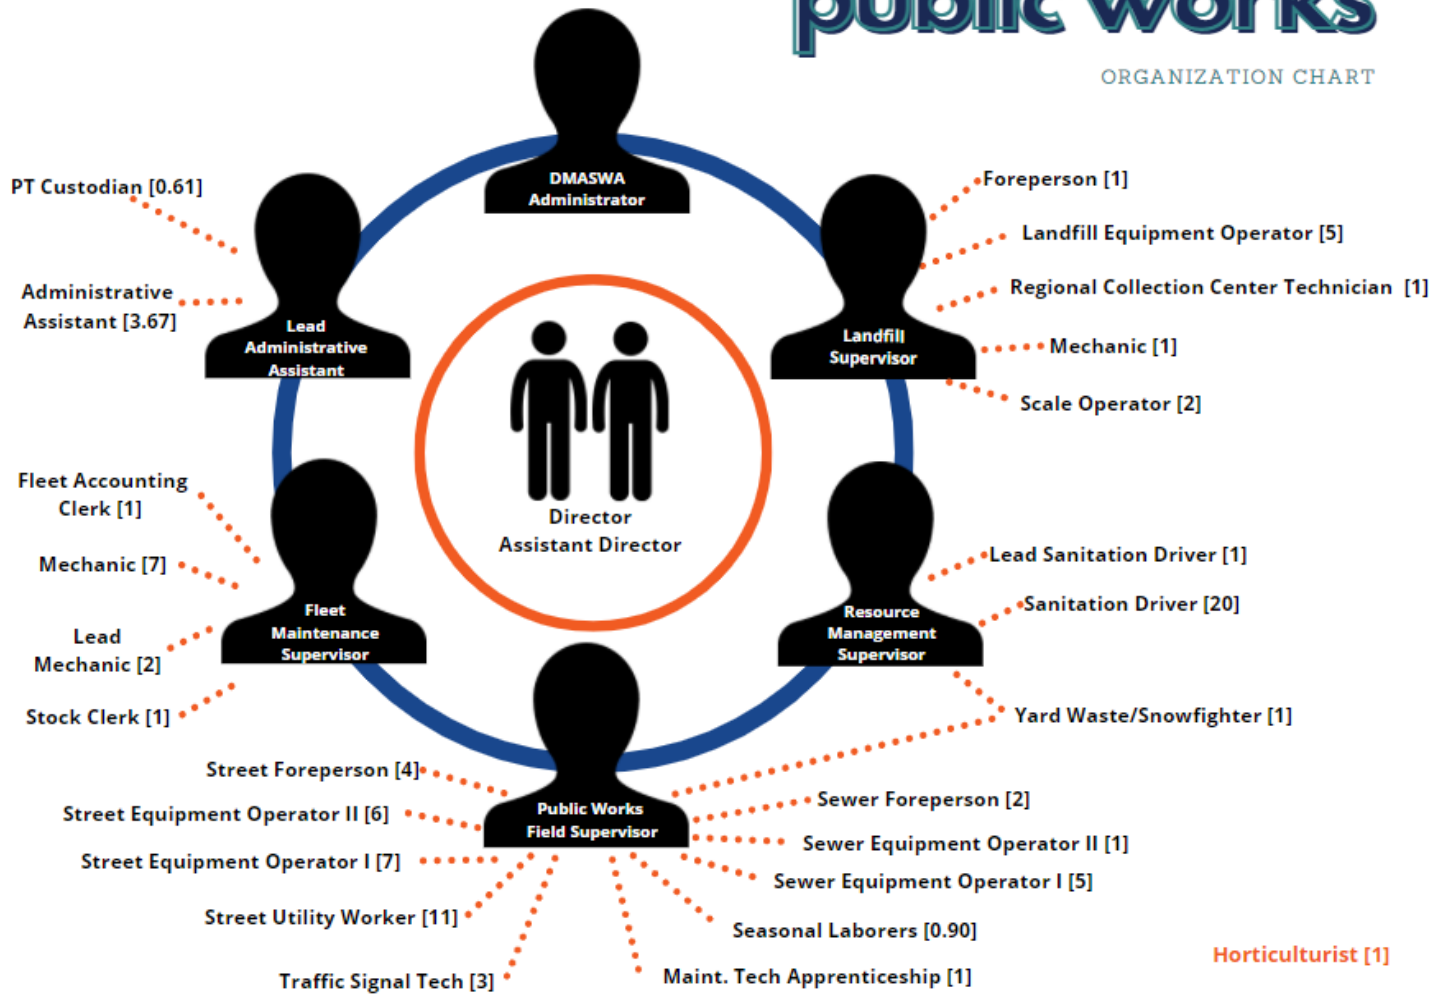 public works
ORGANIZATION CHART
DMASWA
Administrator
PT Custodian [0.61]
Administrative
Assistant [3.67]
Lead
Administrative
Assistant
Landfill
Supervisor
Foreperson [1]
Landfill Equipment Operator [5]
Regional Collection Center Technician [1]
Mechanic [1]
Scale Operator [2]
Director
Assistant Director
Fleet Accounting
Clerk [1]
Mechanic [7]
Lead
Mechanic [2]
Stock Clerk [1]
Fleet
Maintenance
Supervisor
Resource
Management
Supervisor
Lead Sanitation Driver [1]
Sanitation Driver [20]
Yard Waste/Snowfighter [1]
Public Works
Field Supervisor
Street Foreperson [4]
Street Equipment Operator II [6]
Street Equipment Operator I [7]
Street Utility Worker [11]
Traffic Signal Tech [3]
Sewer Foreperson [2]
Sewer Equipment Operator II [1]
Sewer Equipment Operator I [5]
Seasonal Laborers [0.90]
Maint. Tech Apprenticeship [1]
Horticulturist [1]